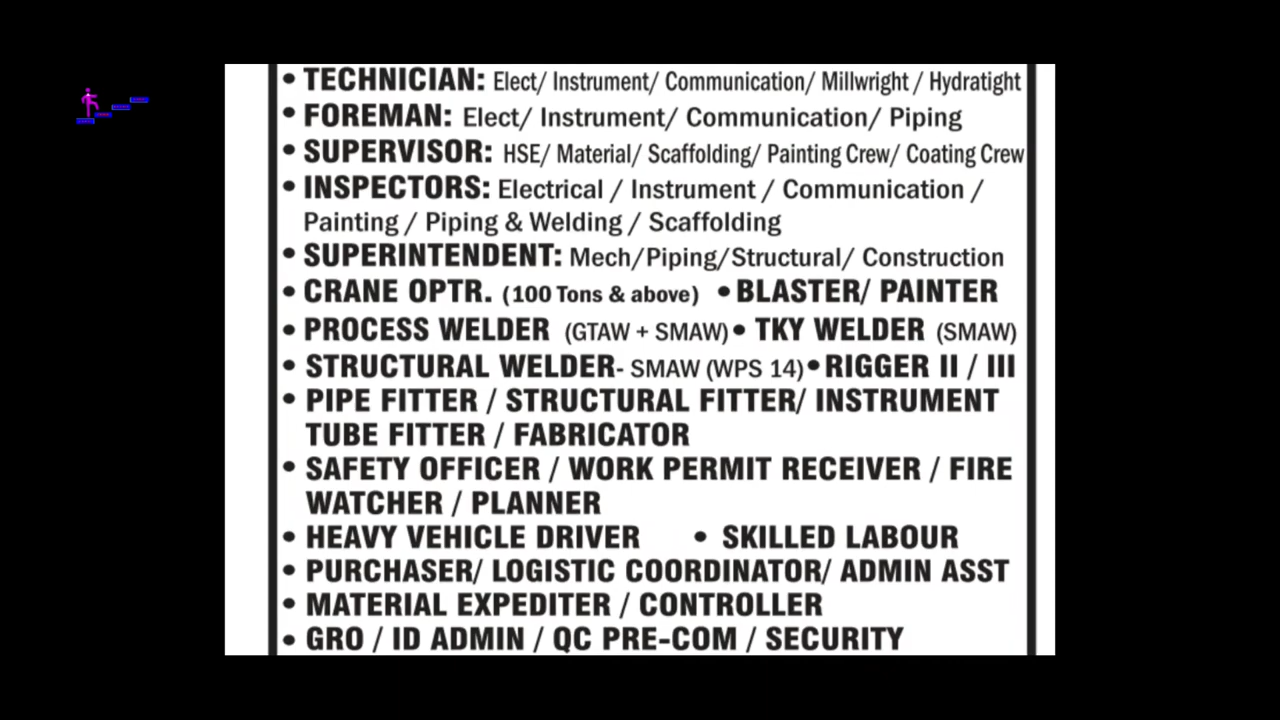 • TECHNICIAN: Elect/ Instrument/ Communication/ Millwright / Hydratight
• FOREMAN: Elect/ Instrument/ Communication/ Piping
• SUPERVISOR: HSE/ Material/ Scaffolding/ Painting Crew/ Coating Crew
• INSPECTORS: Electrical / Instrument / Communication /
Painting / Piping & Welding / Scaffolding
• SUPERINTENDENT: Mech/Piping/Structural/ Construction
• CRANE OPTR. (100 Tons & above) • BLASTER/ PAINTER
• PROCESS WELDER (GTAW + SMAW) • TKY WELDER (SMAW)
• STRUCTURAL WELDER- SMAW (WPS 14) • RIGGER II / III
• PIPE FITTER / STRUCTURAL FITTER/ INSTRUMENT
TUBE FITTER / FABRICATOR
• SAFETY OFFICER / WORK PERMIT RECEIVER / FIRE
WATCHER / PLANNER
• HEAVY VEHICLE DRIVER • SKILLED LABOUR
• PURCHASER/ LOGISTIC COORDINATOR/ ADMIN ASST
• MATERIAL EXPEDITER / CONTROLLER
• GRO / ID ADMIN / QC PRE-COM / SECURITY